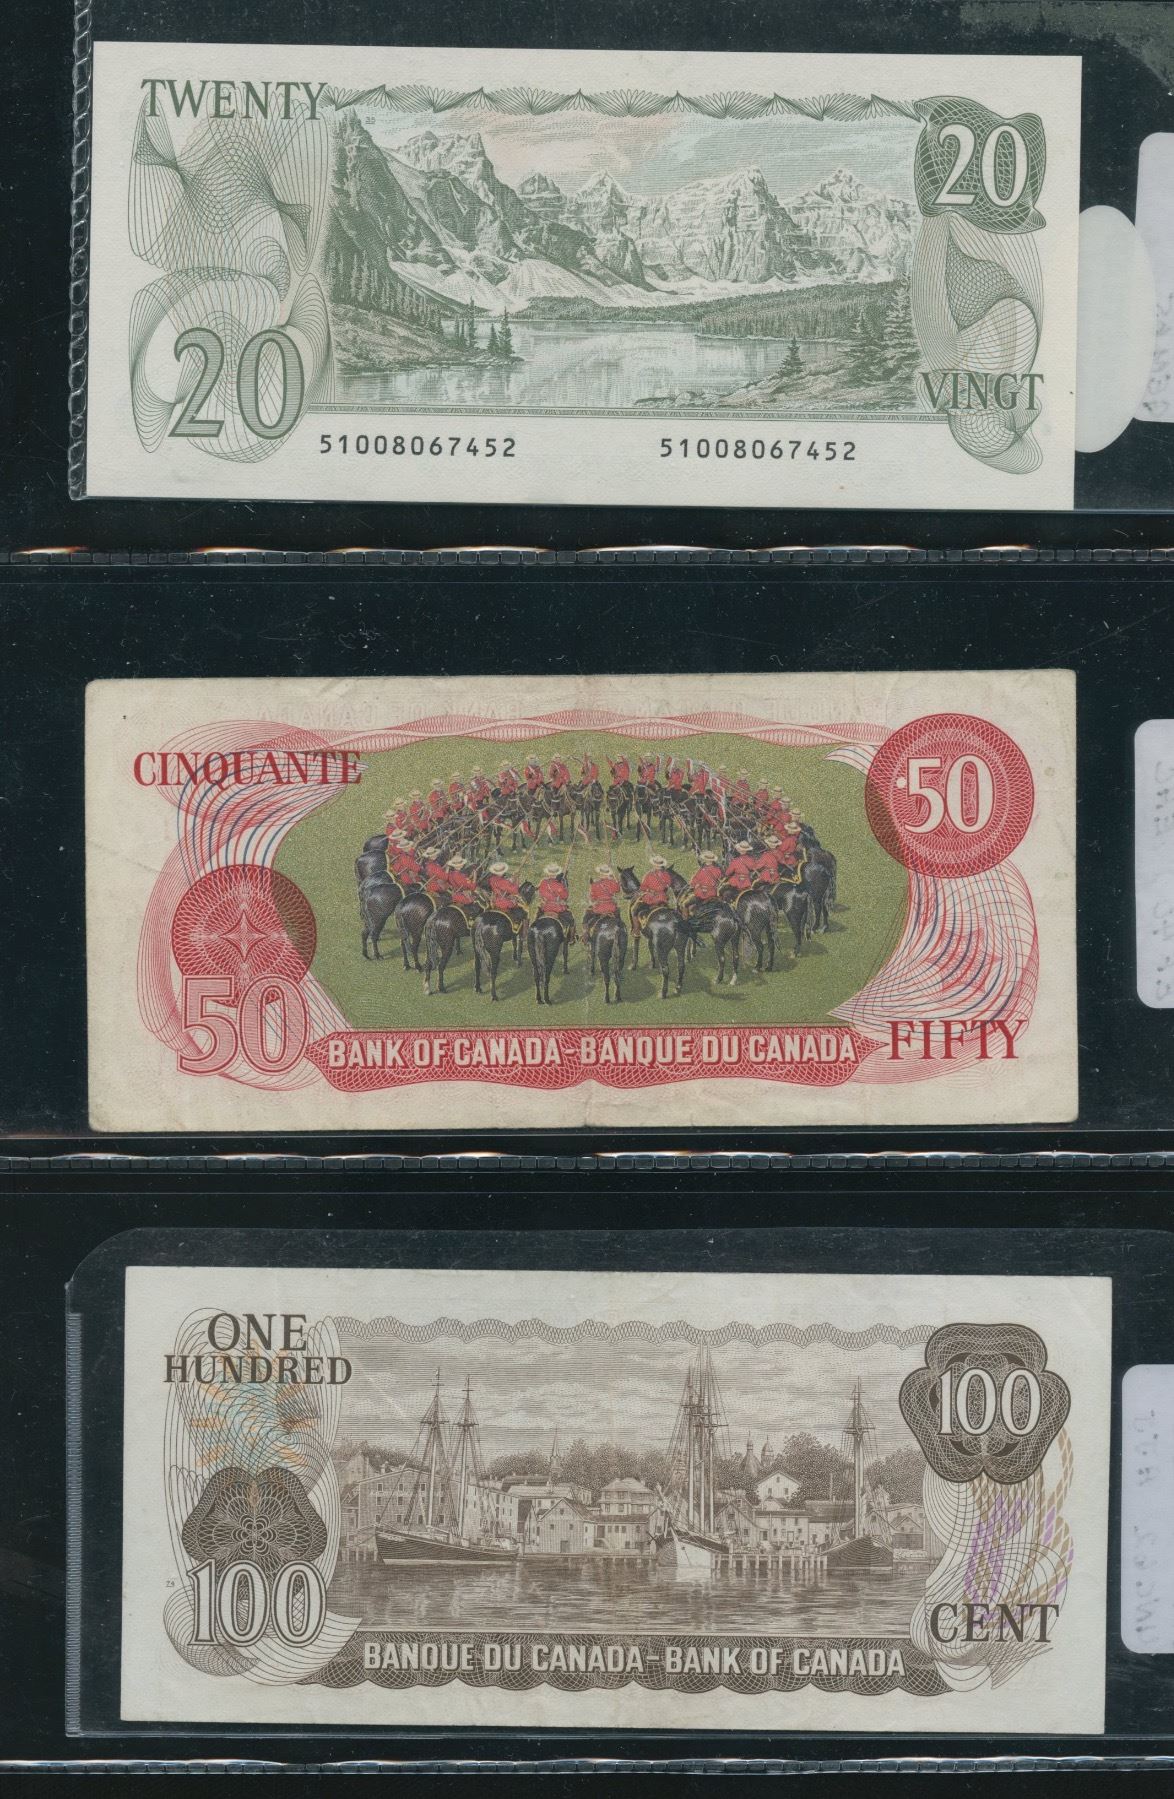 TWENTY
20
20
VINGT
51008067452 51008067452
CINQUANTE
50
50
FIFTY
BANK OF CANADA-BANQUE DU CANADA
ONE
HUNDRED
100
100
CENT
BANQUE DU CANADA-BANK OF CANADA